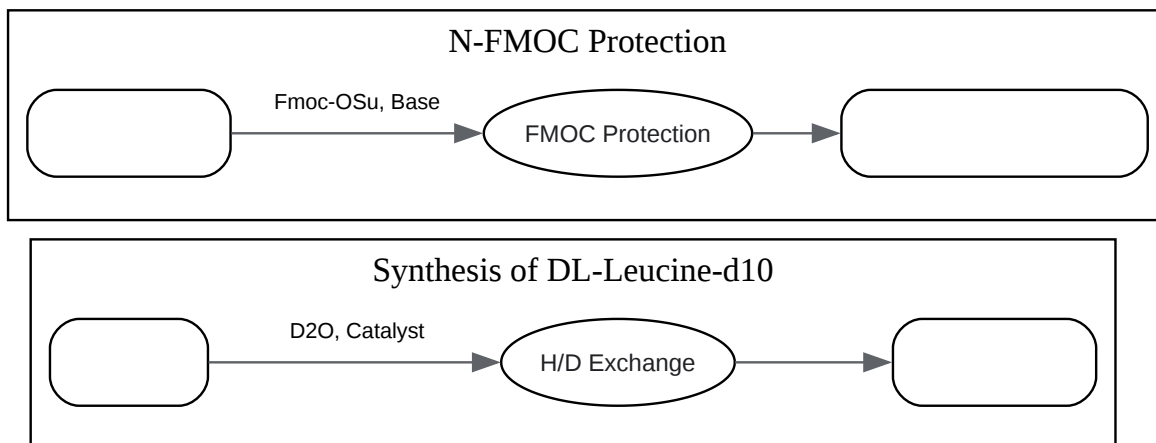 N-FMOC Protection
Fmoc-OSu, Base
FMOC Protection
Synthesis of DL-Leucine-d10
D2O, Catalyst
H/D Exchange